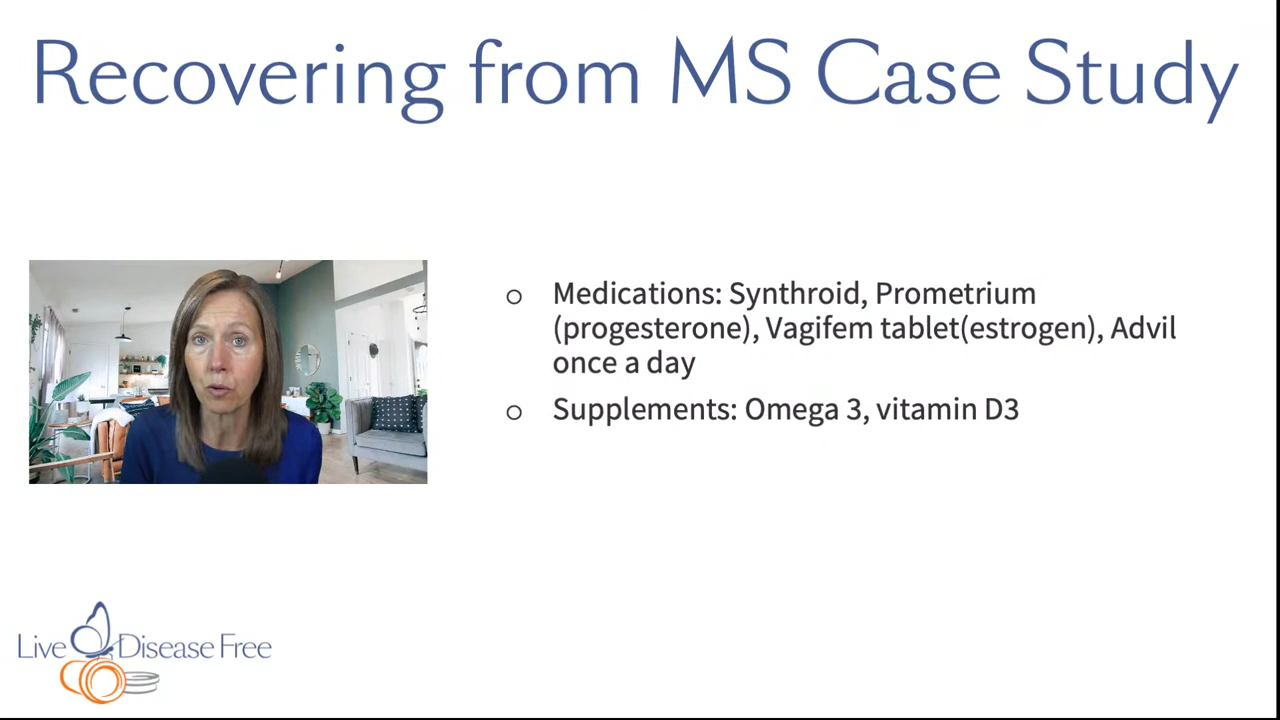 Recovering from MS Case Study
Medications: Synthroid, Prometrium
(progesterone), Vagifem tablet(estrogen), Advil
once a day
Supplements: Omega 3, vitamin D3
Live Disease Free